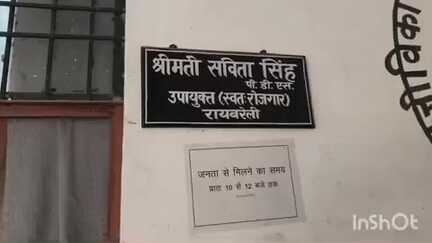 श्रीमती सविता सिंह
पी. डी. एस.
उपायुक्त (स्वतः रोजगार)
रायबरेली
जनता से मिलने का समय
प्रातः 10 से 12 बजे तक
InShOt